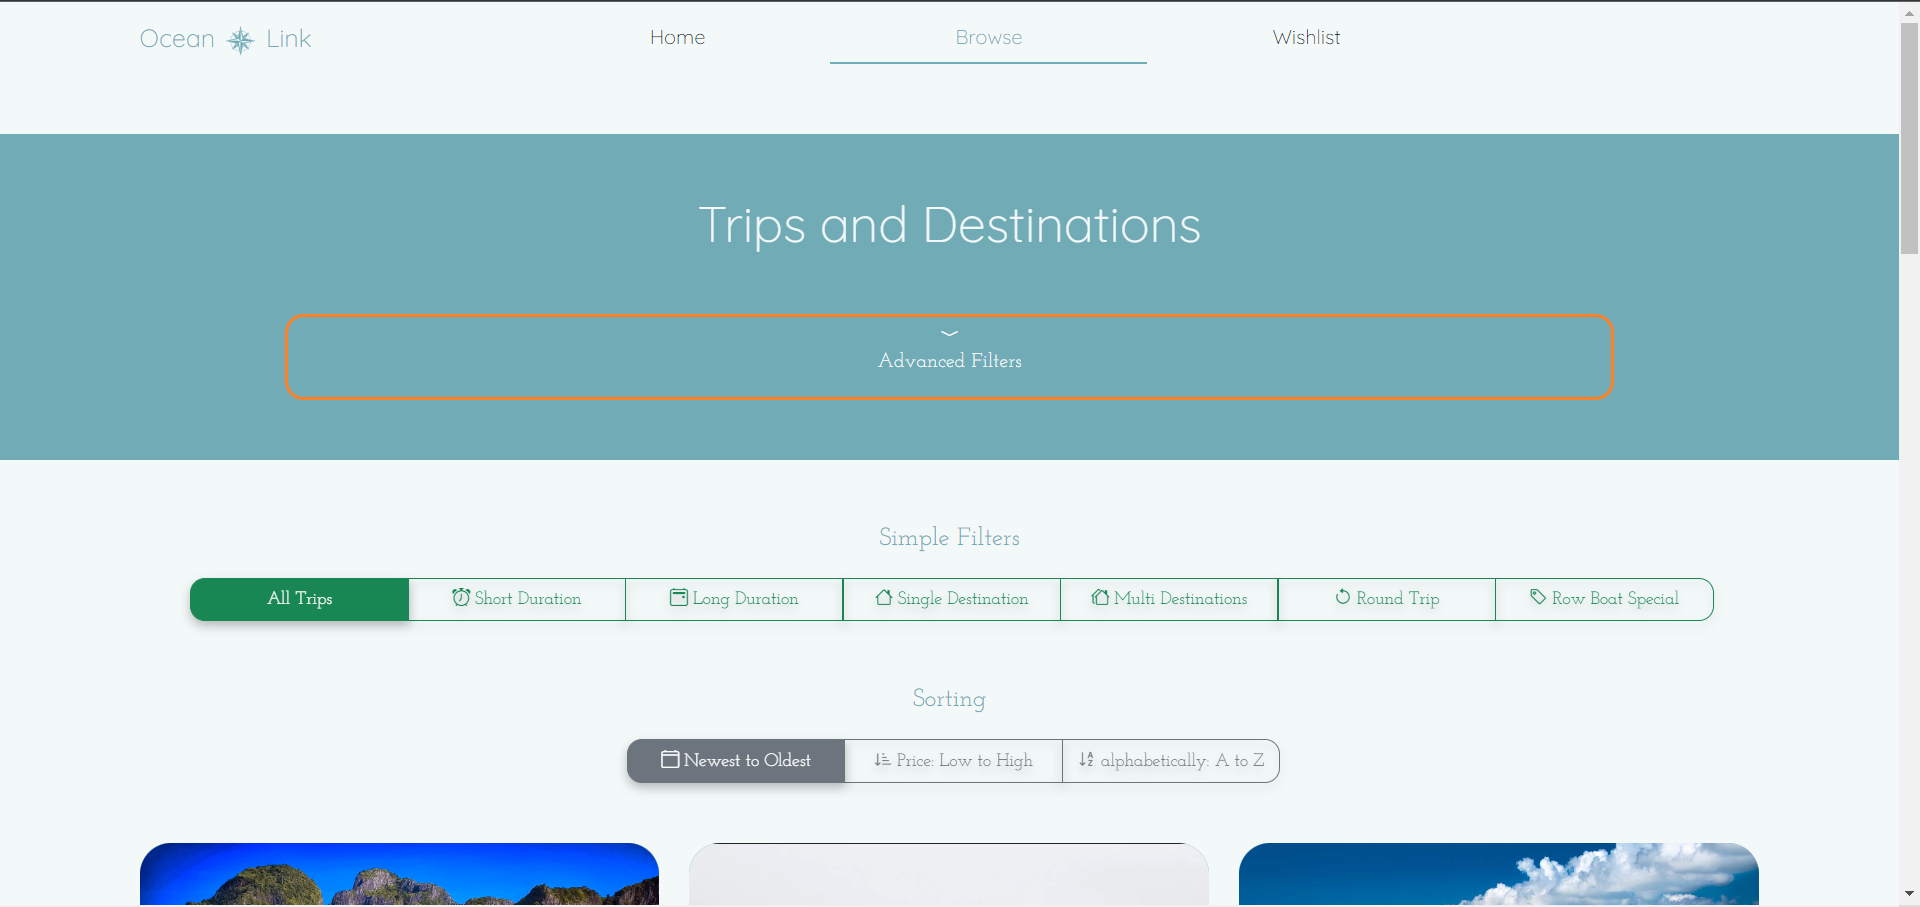 Ocean Link
Home
Browse
Wishlist
Trips and Destinations
Advanced Filters
Simple Filters
All Trips
Short Duration
Long Duration
Single Destination
Multi Destinations
Round Trip
Row Boat Special
Sorting
Newest to Oldest
Price: Low to High
alphabetically: A to Z